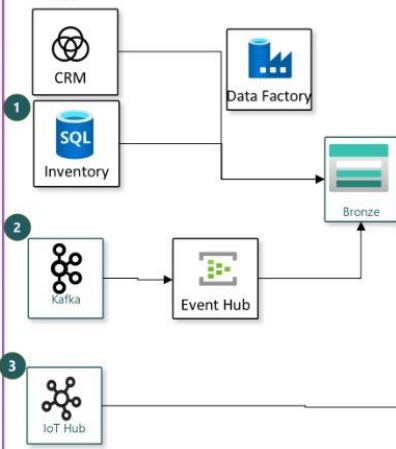 CRM
Data Factory
1
SQL
Inventory
Bronze
2
Kafka
Event Hub
3
IoT Hub